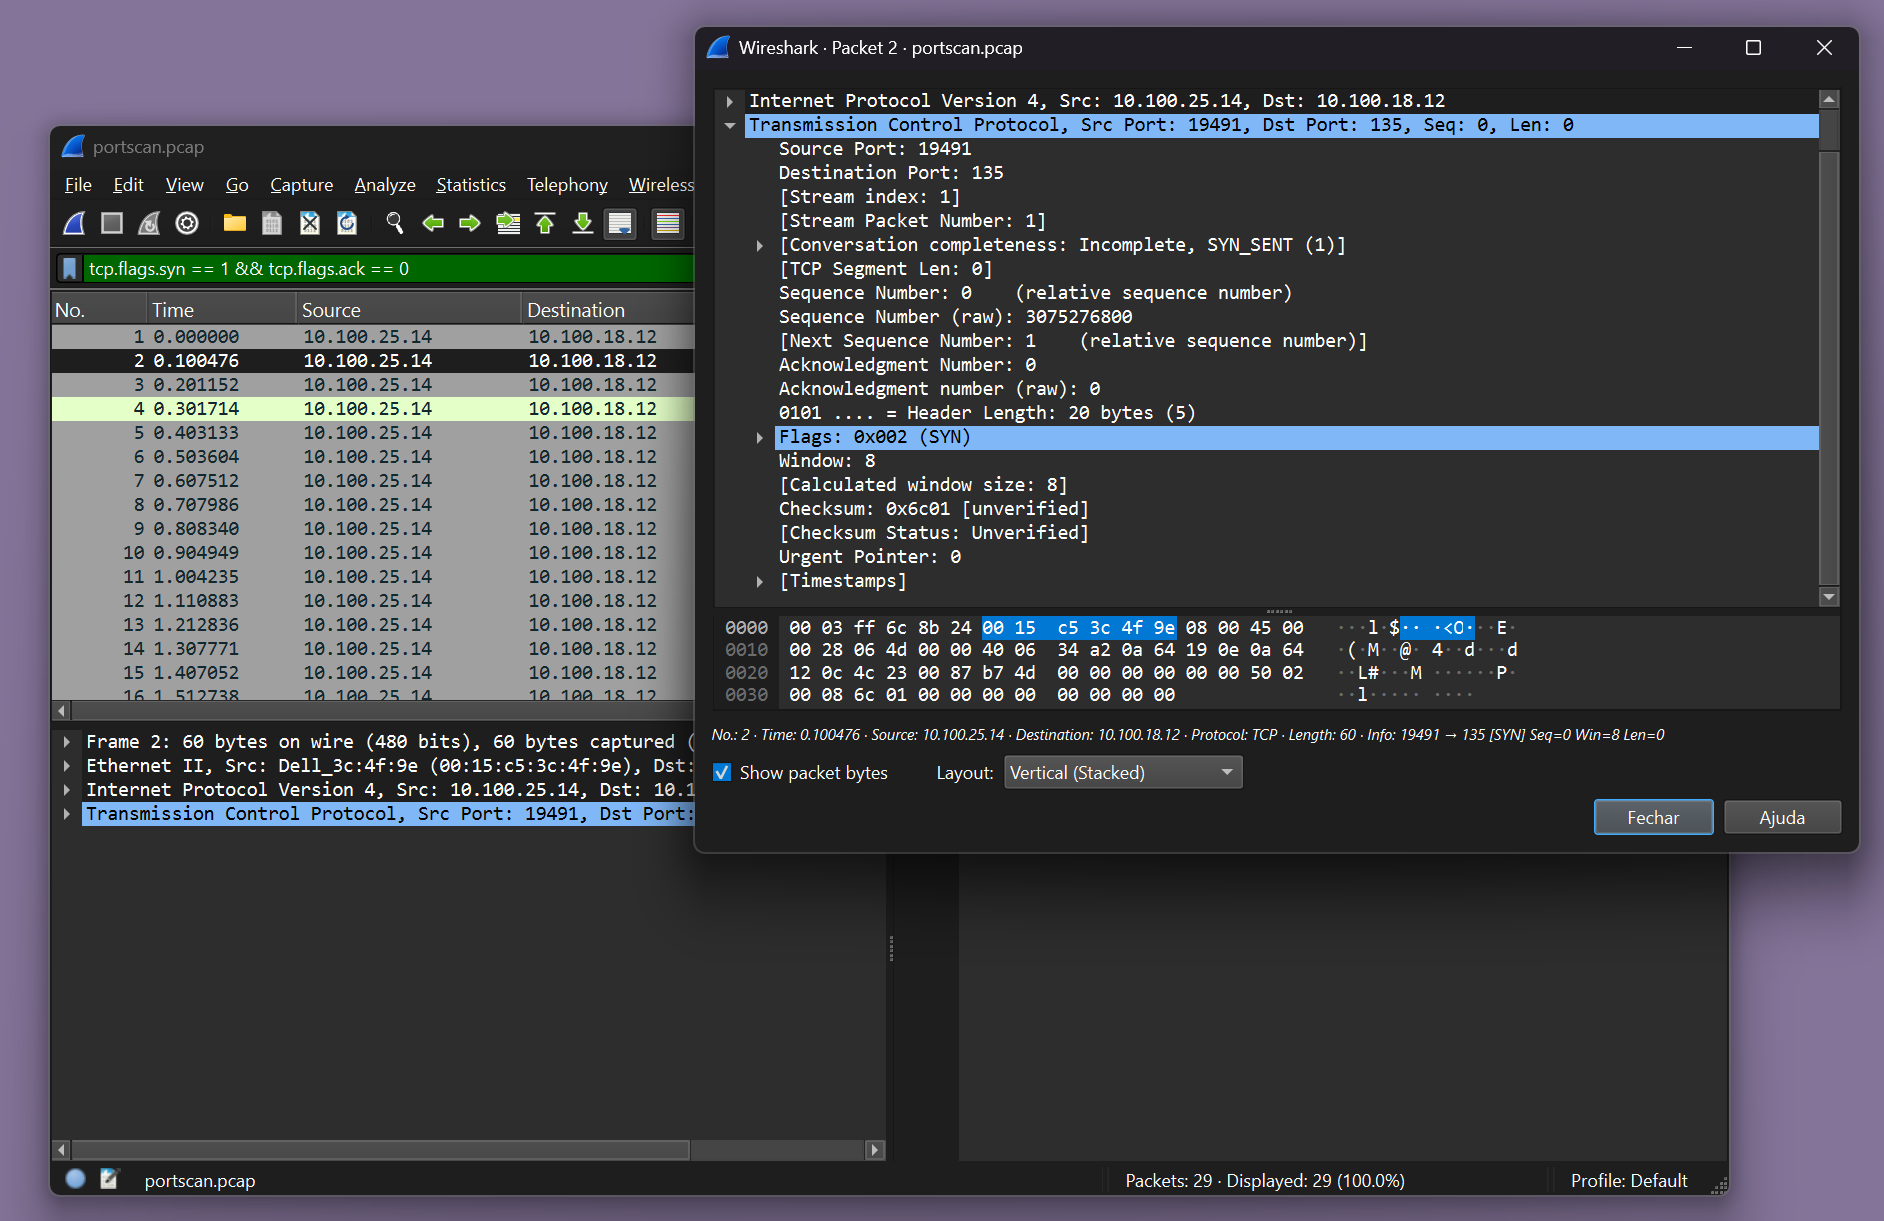 Wireshark · Packet 2 · portscan.pcap
Internet Protocol Version 4, Src: 10.100.25.14, Dst: 10.100.18.12
Transmission Control Protocol, Src Port: 19491, Dst Port: 135, Seq: 0, Len: 0
Source Port: 19491
Destination Port: 135
[Stream index: 1]
[Stream Packet Number: 1]
[Conversation completeness: Incomplete, SYN_SENT (1)]
[TCP Segment Len: 0]
Sequence Number: 0    (relative sequence number)
Sequence Number (raw): 3075276800
[Next Sequence Number: 1    (relative sequence number)]
Acknowledgment Number: 0
Acknowledgment number (raw): 0
0101 .... = Header Length: 20 bytes (5)
Flags: 0x002 (SYN)
Window: 8
[Calculated window size: 8]
Checksum: 0x6c01 [unverified]
[Checksum Status: Unverified]
Urgent Pointer: 0
[Timestamps]
0000 00 03 ff 6c 8b 24 00 15 c5 3c 4f 9e 08 00 45 00 ···l·$·· ·<O···E·
0010 00 28 06 4d 00 00 40 06 34 a2 0a 64 19 0e 0a 64 ·(·M··@· 4··d···d
0020 12 0c 4c 23 00 87 b7 4d 00 00 00 00 00 00 50 02 ··L#···M ······P·
0030 00 08 6c 01 00 00 00 00 00 00 00 00 ··l····· ····
No.: 2 · Time: 0.100476 · Source: 10.100.25.14 · Destination: 10.100.18.12 · Protocol: TCP · Length: 60 · Info: 19491 → 135 [SYN] Seq=0 Win=8 Len=0
Show packet bytes Layout: Vertical (Stacked)
Fechar Ajuda
portscan.pcap
File Edit View Go Capture Analyze Statistics Telephony Wireless
tcp.flags.syn == 1 && tcp.flags.ack == 0
No. Time Source Destination
1 0.000000 10.100.25.14 10.100.18.12
2 0.100476 10.100.25.14 10.100.18.12
3 0.201152 10.100.25.14 10.100.18.12
4 0.301714 10.100.25.14 10.100.18.12
5 0.403133 10.100.25.14 10.100.18.12
6 0.503604 10.100.25.14 10.100.18.12
7 0.607512 10.100.25.14 10.100.18.12
8 0.707986 10.100.25.14 10.100.18.12
9 0.808340 10.100.25.14 10.100.18.12
10 0.904949 10.100.25.14 10.100.18.12
11 1.004235 10.100.25.14 10.100.18.12
12 1.110883 10.100.25.14 10.100.18.12
13 1.212836 10.100.25.14 10.100.18.12
14 1.307771 10.100.25.14 10.100.18.12
15 1.407052 10.100.25.14 10.100.18.12
16 1.512738 10.100.25.14 10.100.18.12
Frame 2: 60 bytes on wire (480 bits), 60 bytes captured (
Ethernet II, Src: Dell_3c:4f:9e (00:15:c5:3c:4f:9e), Dst:
Internet Protocol Version 4, Src: 10.100.25.14, Dst: 10.1
Transmission Control Protocol, Src Port: 19491, Dst Port:
portscan.pcap Packets: 29 · Displayed: 29 (100.0%) Profile: Default